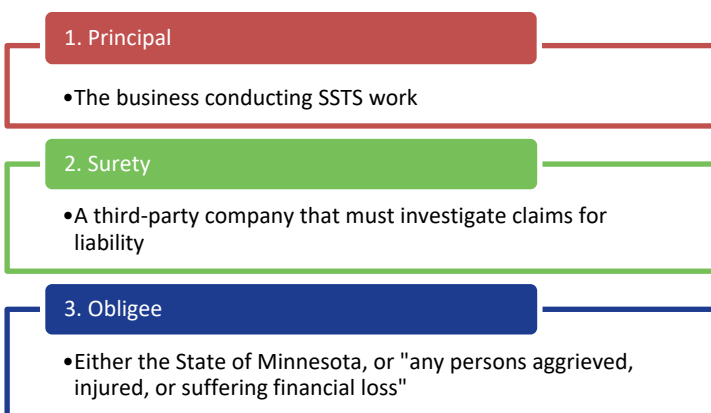 1. Principal
•The business conducting SSTS work
2. Surety
•A third-party company that must investigate claims for
liability
3. Obligee
•Either the State of Minnesota, or "any persons aggrieved,
injured, or suffering financial loss"